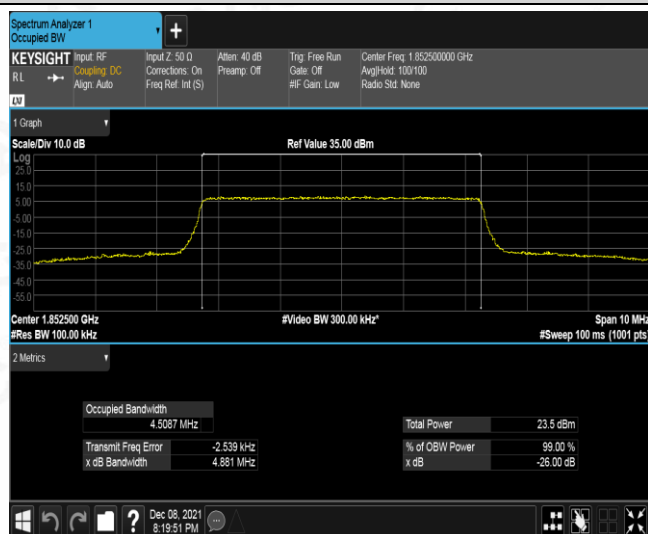 Spectrum Analyzer 1
Occupied BW
+
KEYSIGHT Input: RF Input Z: 50 Ω Atten: 40 dB Trig: Free Run Center Freq: 1.852500000 GHz
RL Coupling: DC Corrections: On Preamp: Off Gate: Off Avg|Hold: 100/100
Align: Auto Freq Ref: Int (S) #IF Gain: Low Radio Std: None
LXI
1 Graph
Scale/Div 10.0 dB Ref Value 35.00 dBm
Log
25.0
15.0
5.00
-5.00
-15.0
-25.0
-35.0
-45.0
-55.0
Center 1.852500 GHz #Video BW 300.00 kHz* Span 10 MHz
#Res BW 100.00 kHz #Sweep 100 ms (1001 pts)
2 Metrics
Occupied Bandwidth
4.5087 MHz Total Power 23.5 dBm
Transmit Freq Error -2.539 kHz % of OBW Power 99.00 %
x dB Bandwidth 4.881 MHz x dB -26.00 dB
? Dec 08, 2021
8:19:51 PM